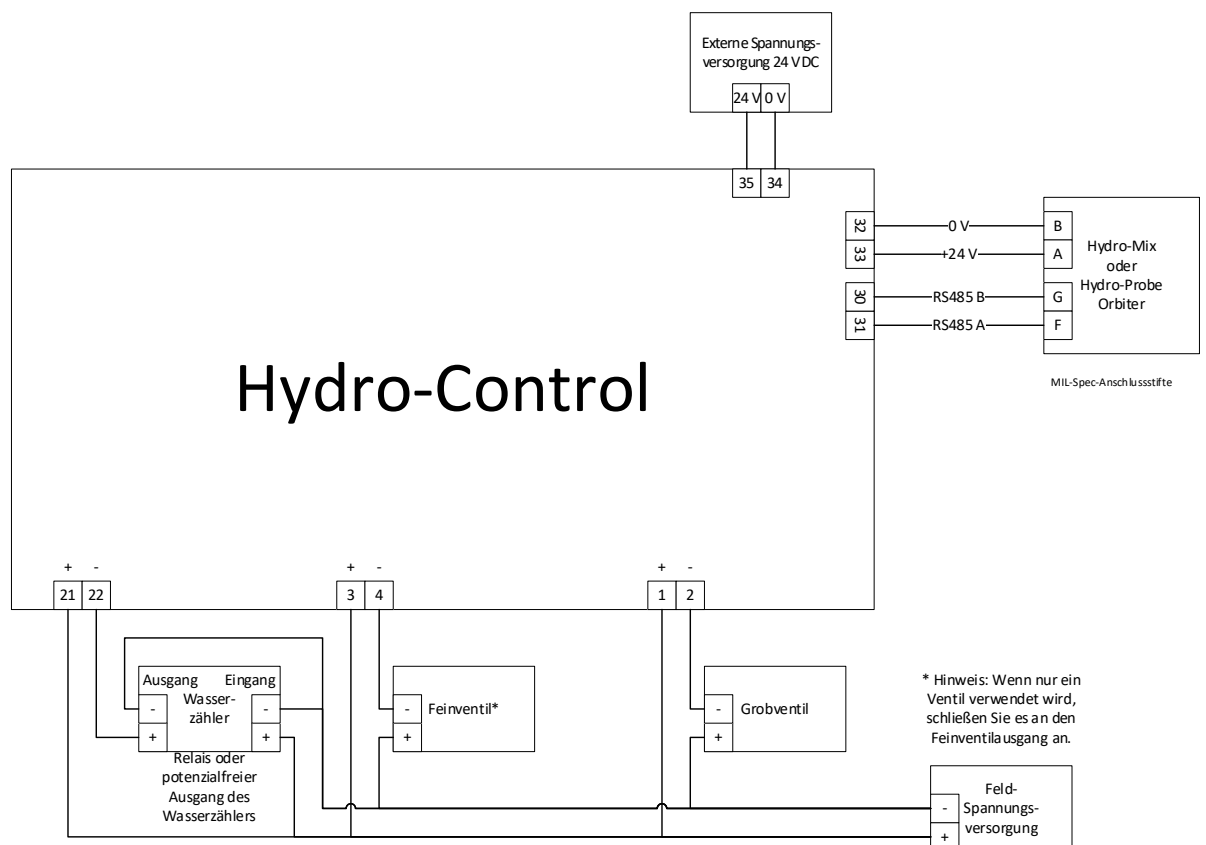 Externe Spannungs-
versorgung 24 V DC
24 V 0 V
35 34
32
0 V
B
33
+24 V
A
30
RS485 B
G
31
RS485 A
F
Hydro-Mix
oder
Hydro-Probe
Orbiter
MIL-Spec-Anschlussstifte
Hydro-Control
+ -
21 22
+ -
3 4
+ -
1 2
Ausgang Eingang
Wasser-
zähler
- -
+ +
Relais oder
potenzialfreier
Ausgang des
Wasserzählers
- Feinventil*
+
- Grobventil
+
* Hinweis: Wenn nur ein
Ventil verwendet wird,
schließen Sie es an den
Feinventilausgang an.
Feld-
Spannungs-
versorgung
-
+